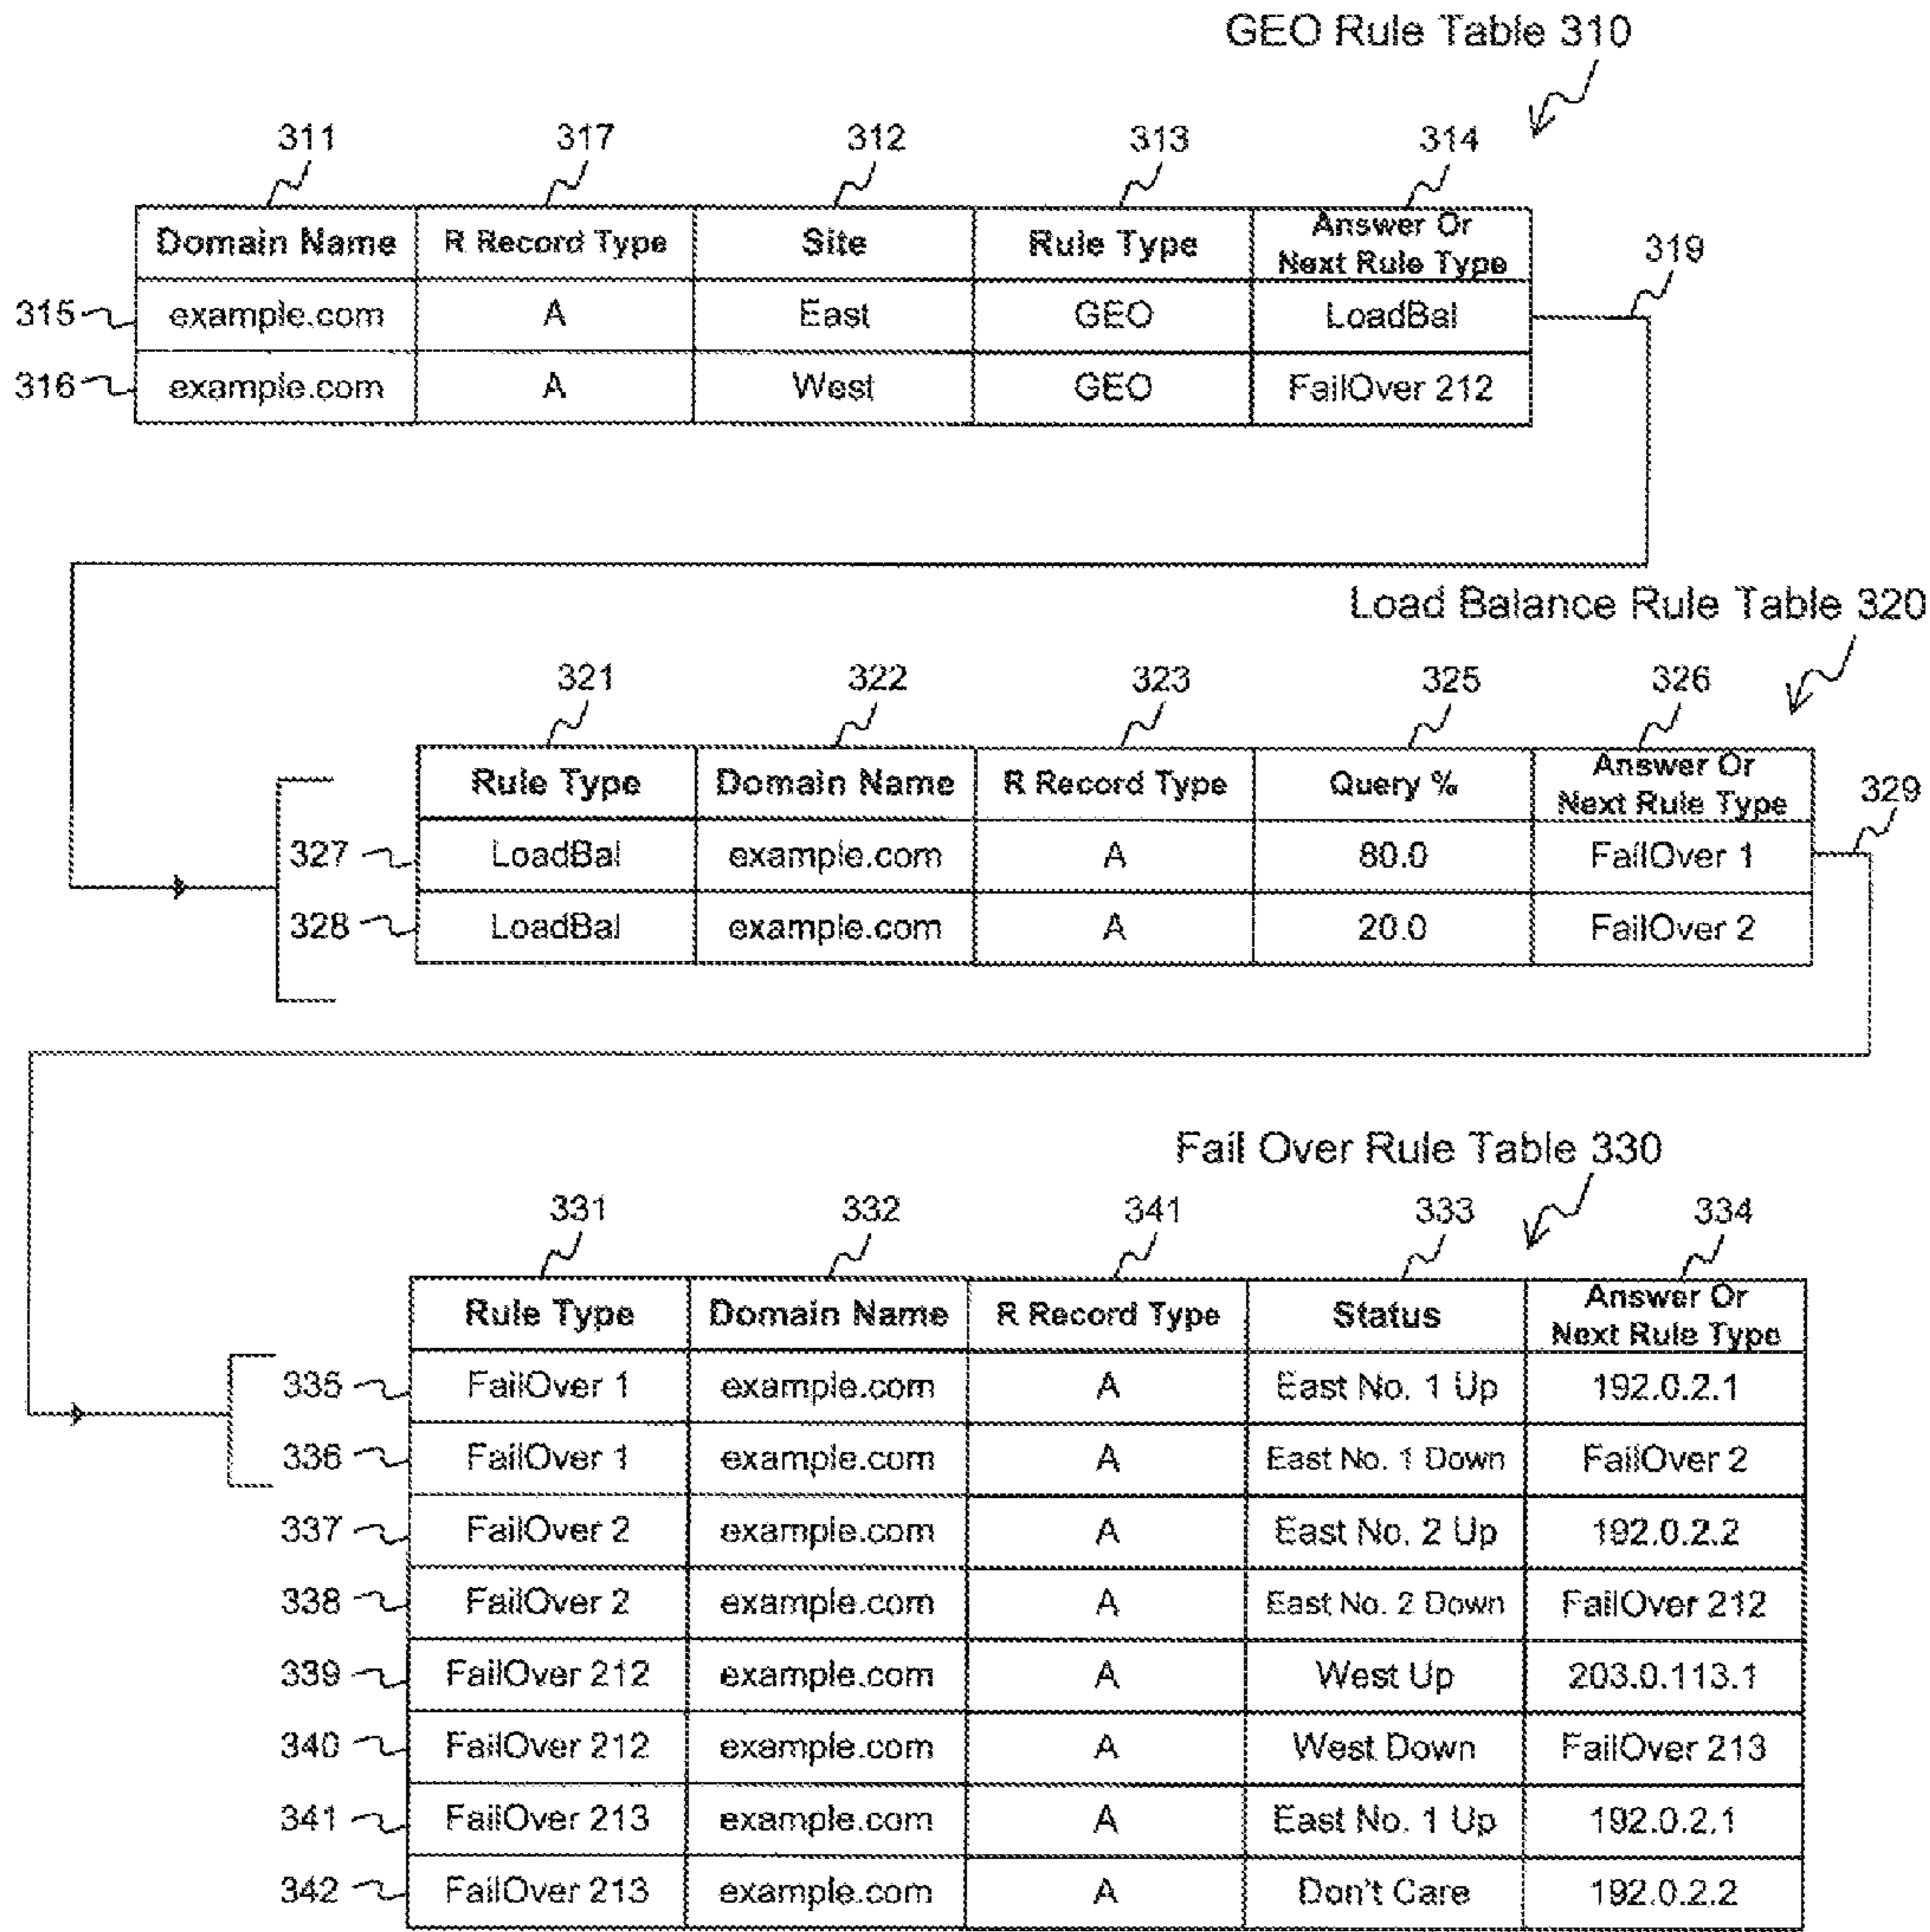 GEO Rule Table 310
311 317 312 313 314
Domain Name R Record Type Site Rule Type Answer Or Next Rule Type
319
315 example.com A East GEO LoadBal
316 example.com A West GEO FailOver 212
Load Balance Rule Table 320
321 322 323 325 326
Rule Type Domain Name R Record Type Query % Answer Or Next Rule Type
329
327 LoadBal example.com A 80.0 FailOver 1
328 LoadBal example.com A 20.0 FailOver 2
Fail Over Rule Table 330
331 332 341 333 334
Rule Type Domain Name R Record Type Status Answer Or Next Rule Type
335 FailOver 1 example.com A East No. 1 Up 192.0.2.1
336 FailOver 1 example.com A East No. 1 Down FailOver 2
337 FailOver 2 example.com A East No. 2 Up 192.0.2.2
338 FailOver 2 example.com A East No. 2 Down FailOver 212
339 FailOver 212 example.com A West Up 203.0.113.1
340 FailOver 212 example.com A West Down FailOver 213
341 FailOver 213 example.com A East No. 1 Up 192.0.2.1
342 FailOver 213 example.com A Don't Care 192.0.2.2